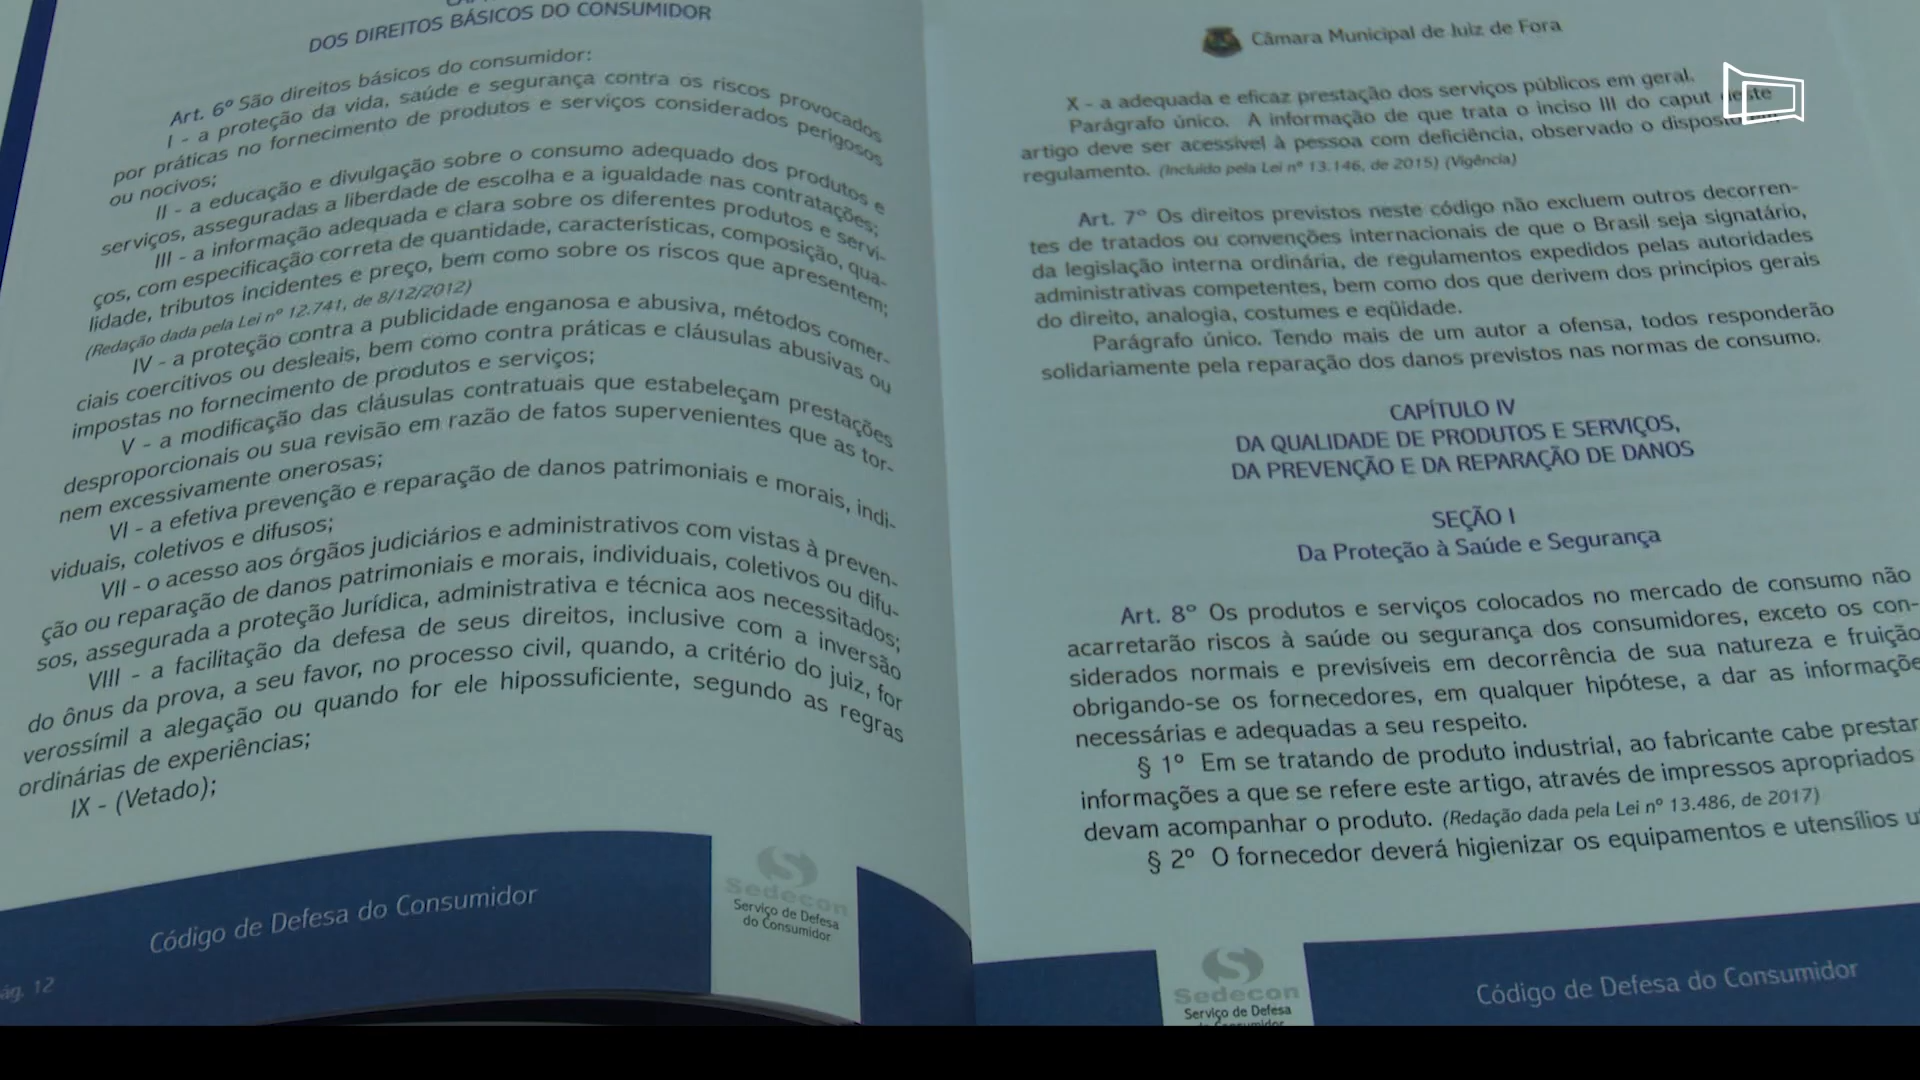 DOS DIREITOS BÁSICOS DO CONSUMIDOR
Art. 6º São direitos básicos do consumidor:
I - a proteção da vida, saúde e segurança contra os riscos provocados
por práticas no fornecimento de produtos e serviços considerados perigosos
ou nocivos;
II - a educação e divulgação sobre o consumo adequado dos produtos e
serviços, asseguradas a liberdade de escolha e a igualdade nas contratações;
III - a informação adequada e clara sobre os diferentes produtos e servi-
ços, com especificação correta de quantidade, características, composição, qua-
lidade, tributos incidentes e preço, bem como sobre os riscos que apresentem;
(Redação dada pela Lei nº 12.741, de 8/12/2012)
IV - a proteção contra a publicidade enganosa e abusiva, métodos comer-
ciais coercitivos ou desleais, bem como contra práticas e cláusulas abusivas ou
impostas no fornecimento de produtos e serviços;
V - a modificação das cláusulas contratuais que estabeleçam prestações
desproporcionais ou sua revisão em razão de fatos supervenientes que as tor-
nem excessivamente onerosas;
VI - a efetiva prevenção e reparação de danos patrimoniais e morais, indi-
viduais, coletivos e difusos;
VII - o acesso aos órgãos judiciários e administrativos com vistas à preven-
ção ou reparação de danos patrimoniais e morais, individuais, coletivos ou difu-
sos, assegurada a proteção Jurídica, administrativa e técnica aos necessitados;
VIII - a facilitação da defesa de seus direitos, inclusive com a inversão
do ônus da prova, a seu favor, no processo civil, quando, a critério do juiz, for
verossímil a alegação ou quando for ele hipossuficiente, segundo as regras
ordinárias de experiências;
IX - (Vetado);
Código de Defesa do Consumidor
Sedecon
Serviço de Defesa
do Consumidor
12
Câmara Municipal de Juiz de Fora
X - a adequada e eficaz prestação dos serviços públicos em geral.
Parágrafo único. A informação de que trata o inciso III do caput deste
artigo deve ser acessível à pessoa com deficiência, observado o disposto
regulamento. (Incluído pela Lei nº 13.146, de 2015) (Vigência)
Art. 7º Os direitos previstos neste código não excluem outros decorren-
tes de tratados ou convenções internacionais de que o Brasil seja signatário,
da legislação interna ordinária, de regulamentos expedidos pelas autoridades
administrativas competentes, bem como dos que derivem dos princípios gerais
do direito, analogia, costumes e eqüidade.
Parágrafo único. Tendo mais de um autor a ofensa, todos responderão
solidariamente pela reparação dos danos previstos nas normas de consumo.
CAPÍTULO IV
DA QUALIDADE DE PRODUTOS E SERVIÇOS,
DA PREVENÇÃO E DA REPARAÇÃO DE DANOS
SEÇÃO I
Da Proteção à Saúde e Segurança
Art. 8º Os produtos e serviços colocados no mercado de consumo não
acarretarão riscos à saúde ou segurança dos consumidores, exceto os con-
siderados normais e previsíveis em decorrência de sua natureza e fruição
obrigando-se os fornecedores, em qualquer hipótese, a dar as informaçõe
necessárias e adequadas a seu respeito.
§ 1º Em se tratando de produto industrial, ao fabricante cabe prestar
informações a que se refere este artigo, através de impressos apropriados
devam acompanhar o produto. (Redação dada pela Lei nº 13.486, de 2017)
§ 2º O fornecedor deverá higienizar os equipamentos e utensílios
Sedecon
Serviço de Defesa
Código de Defesa do Consumidor